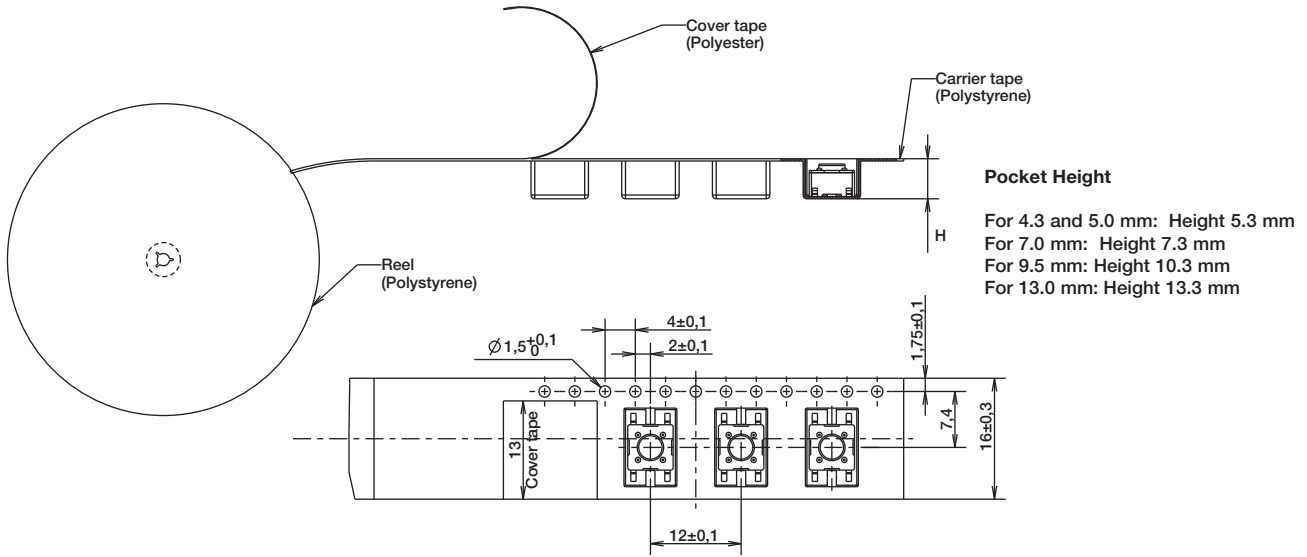 Cover tape
(Polyester)
Carrier tape
(Polystyrene)
Pocket Height
For 4.3 and 5.0 mm: Height 5.3 mm
For 7.0 mm: Height 7.3 mm
For 9.5 mm: Height 10.3 mm
For 13.0 mm: Height 13.3 mm
H
Reel
(Polystyrene)
4±0,1
2±0,1
Ø1,5+0,1 0
1,75±0,1
7,4
16±0,3
13
Cover tape
12±0,1